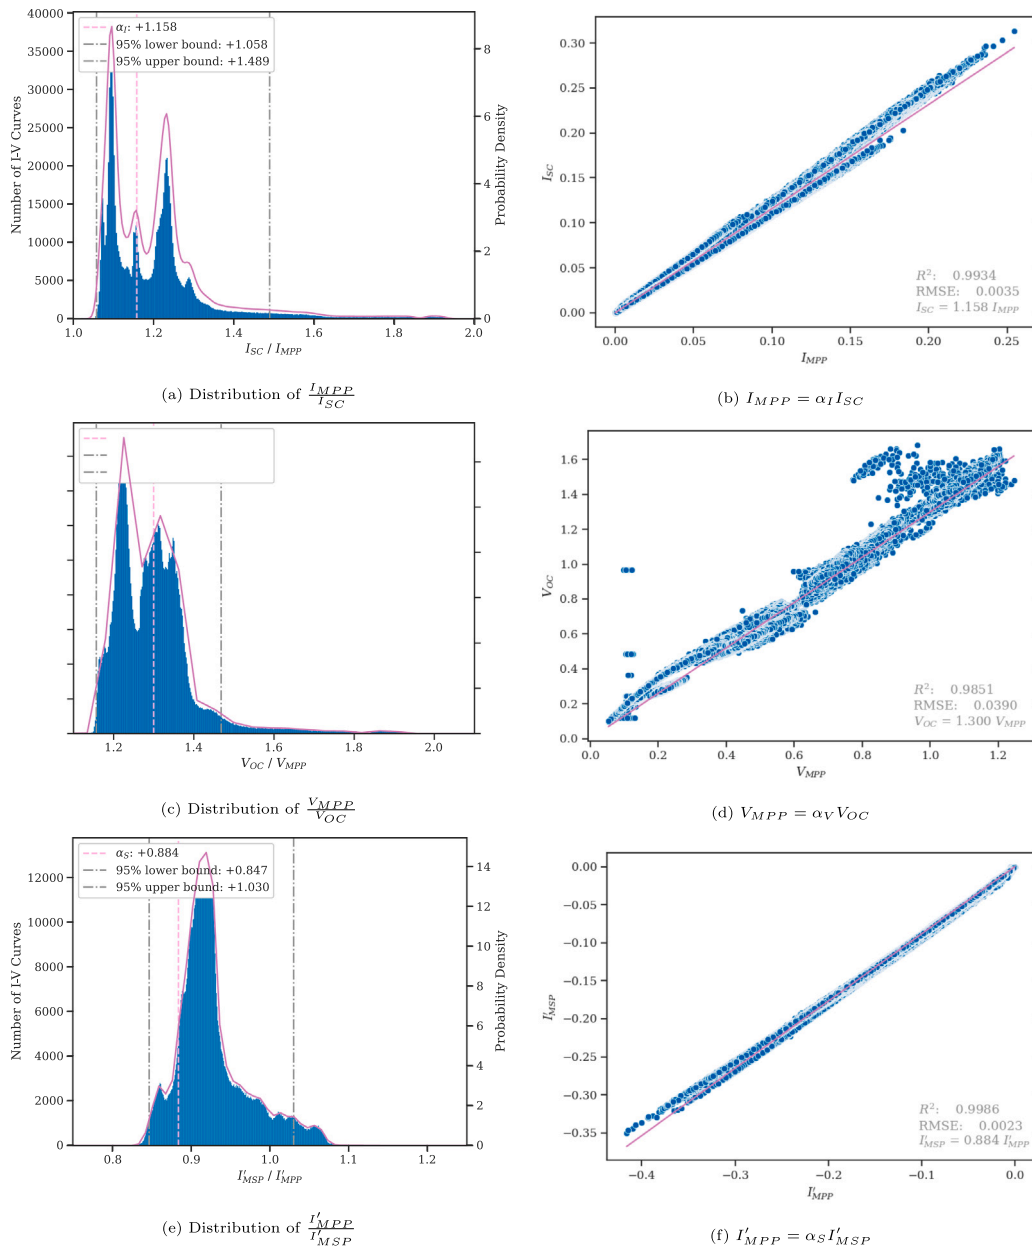 40000
35000
30000
25000
20000
15000
10000
5000
0
Number of I-V Curves
α_I: +1.158
95% lower bound: +1.058
95% upper bound: +1.489
8
6
4
2
0
Probability Density
1.0 1.2 1.4 1.6 1.8 2.0
I_SC / I_MPP
(a) Distribution of I_MPP / I_SC
0.30
0.25
0.20
0.15
0.10
0.05
0.00
I_SC
R²: 0.9934
RMSE: 0.0035
I_SC = 1.158 I_MPP
0.00 0.05 0.10 0.15 0.20 0.25
I_MPP
(b) I_MPP = α_I I_SC
1.2 1.4 1.6 1.8 2.0
V_OC / V_MPP
(c) Distribution of V_MPP / V_OC
1.6
1.4
1.2
1.0
0.8
0.6
0.4
0.2
0.0
V_OC
R²: 0.9851
RMSE: 0.0390
V_OC = 1.300 V_MPP
0.0 0.2 0.4 0.6 0.8 1.0 1.2
V_MPP
(d) V_MPP = α_V V_OC
12000
10000
8000
6000
4000
2000
0
Number of I-V Curves
α_S: +0.884
95% lower bound: +0.847
95% upper bound: +1.030
14
12
10
8
6
4
2
0
Probability Density
0.8 0.9 1.0 1.1 1.2
I′_MSP / I′_MPP
(e) Distribution of I′_MPP / I′_MSP
0.00
−0.05
−0.10
−0.15
−0.20
−0.25
−0.30
−0.35
I′_MSP
R²: 0.9986
RMSE: 0.0023
I′_MSP = 0.884 I′_MPP
−0.4 −0.3 −0.2 −0.1 0.0
I′_MPP
(f) I′_MPP = α_S I′_MSP